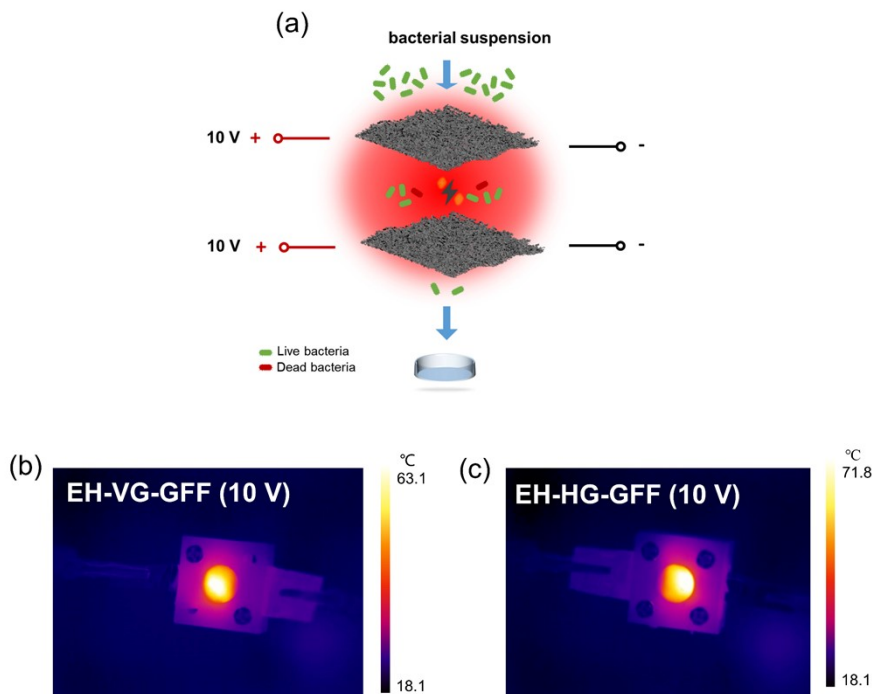 (a)
bacterial suspension
10 V + -
10 V + -
Live bacteria
Dead bacteria
(b)
℃
63.1
EH-VG-GFF (10 V)
18.1
(c)
℃
71.8
EH-HG-GFF (10 V)
18.1